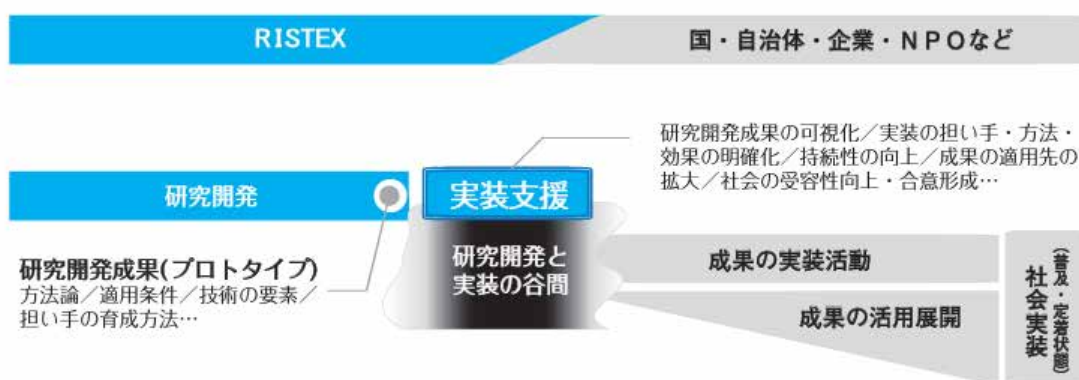 RISTEX
国・自治体・企業・NPOなど
研究開発成果の可視化／実装の担い手・方法・
効果の明確化／持続性の向上／成果の適用先の
拡大／社会の受容性向上・合意形成…
研究開発
実装支援
研究開発成果(プロトタイプ)
方法論／適用条件／技術の要素／
担い手の育成方法…
研究開発と
実装の谷間
成果の実装活動
成果の活用展開
社会実装
(普及・定着状態)